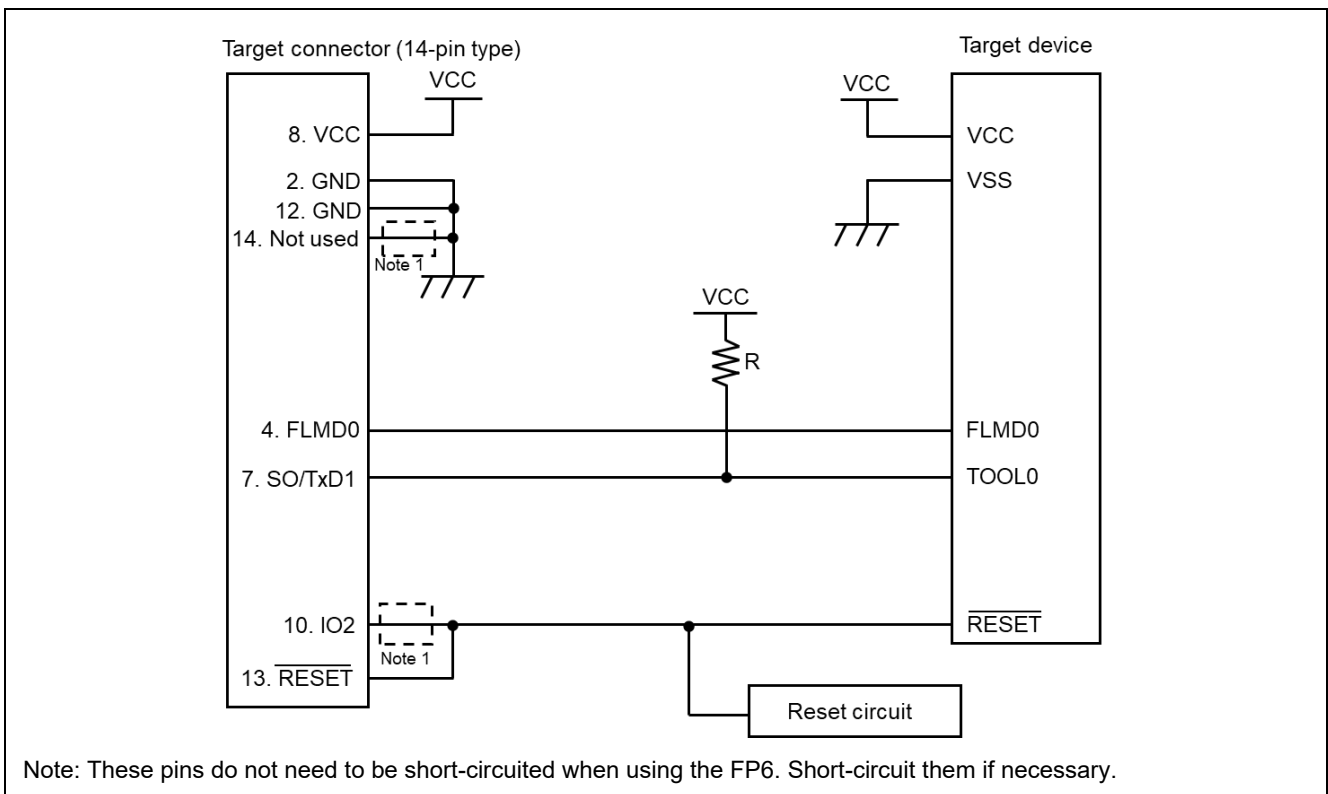 Target connector (14-pin type)
Target device
VCC
VCC
8. VCC
VCC
2. GND
VSS
12. GND
14. Not used
Note 1
VCC
R
4. FLMD0
FLMD0
7. SO/TxD1
TOOL0
10. IO2
RESET
Note 1
13. RESET
Reset circuit
Note: These pins do not need to be short-circuited when using the FP6. Short-circuit them if necessary.